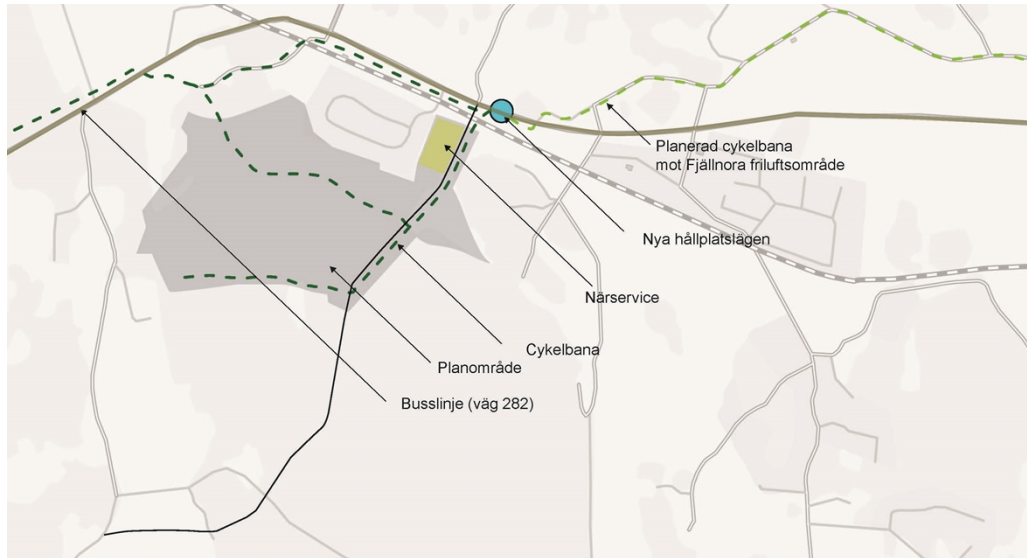 Planerad cykelbana
mot Fjällnora friluftsområde
Nya hållplatslägen
Närservice
Cykelbana
Planområde
Busslinje (väg 282)